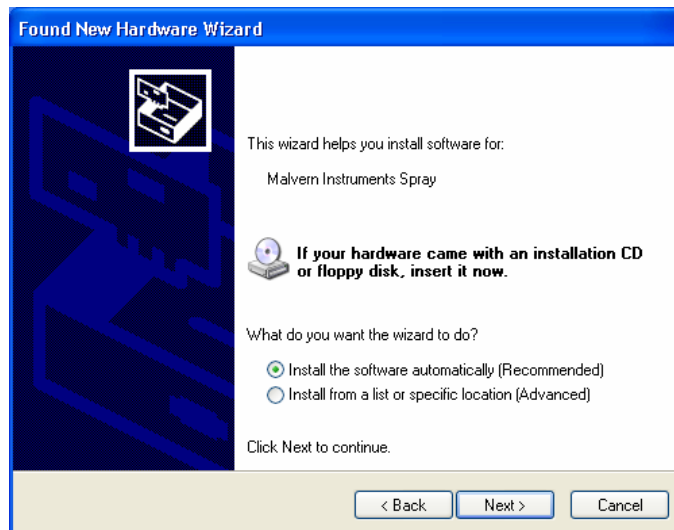 Found New Hardware Wizard
This wizard helps you install software for:
Malvern Instruments Spray
If your hardware came with an installation CD
or floppy disk, insert it now.
What do you want the wizard to do?
Install the software automatically (Recommended)
Install from a list or specific location (Advanced)
Click Next to continue.
< Back
Next >
Cancel